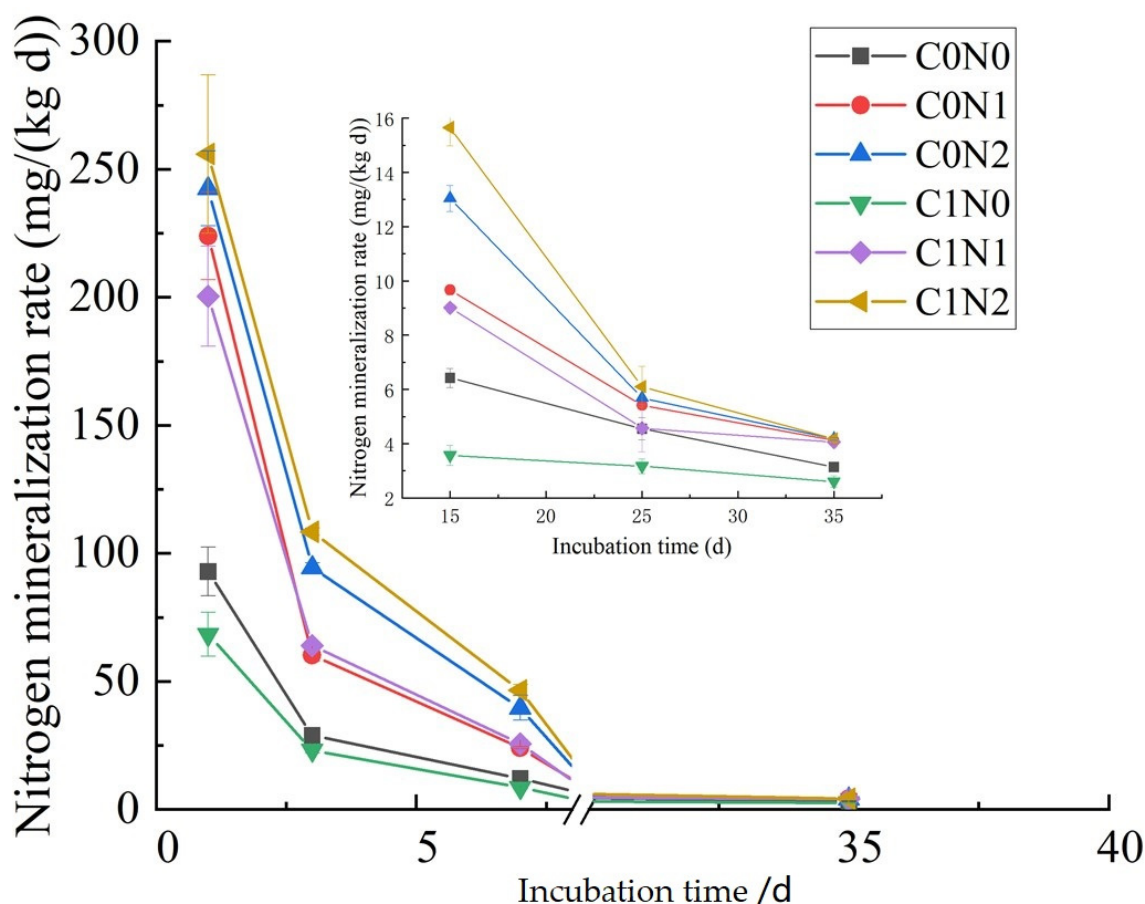 Nitrogen mineralization rate (mg/(kg d))
300
250
200
150
100
50
0
0
5
35
40
Incubation time /d
C0N0
C0N1
C0N2
C1N0
C1N1
C1N2
Nitrogen mineralization rate (mg/(kg d))
16
14
12
10
8
6
4
2
15
20
25
30
35
Incubation time (d)